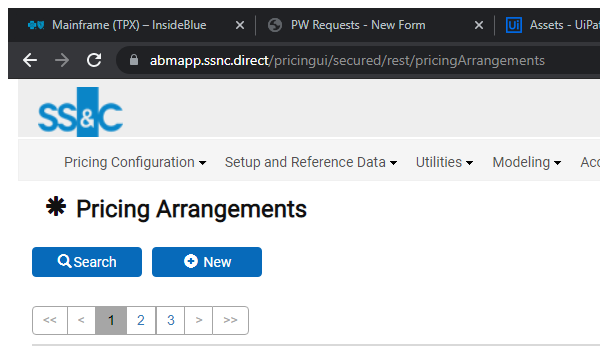 Mainframe (TPX) – InsideBlue × PW Requests - New Form × Ui Assets - UiPat
abmapp.ssnc.direct/pricingui/secured/rest/pricingArrangements
SS&C
Pricing Configuration Setup and Reference Data Utilities Modeling Acc
Pricing Arrangements
Search New
<< < 1 2 3 > >>